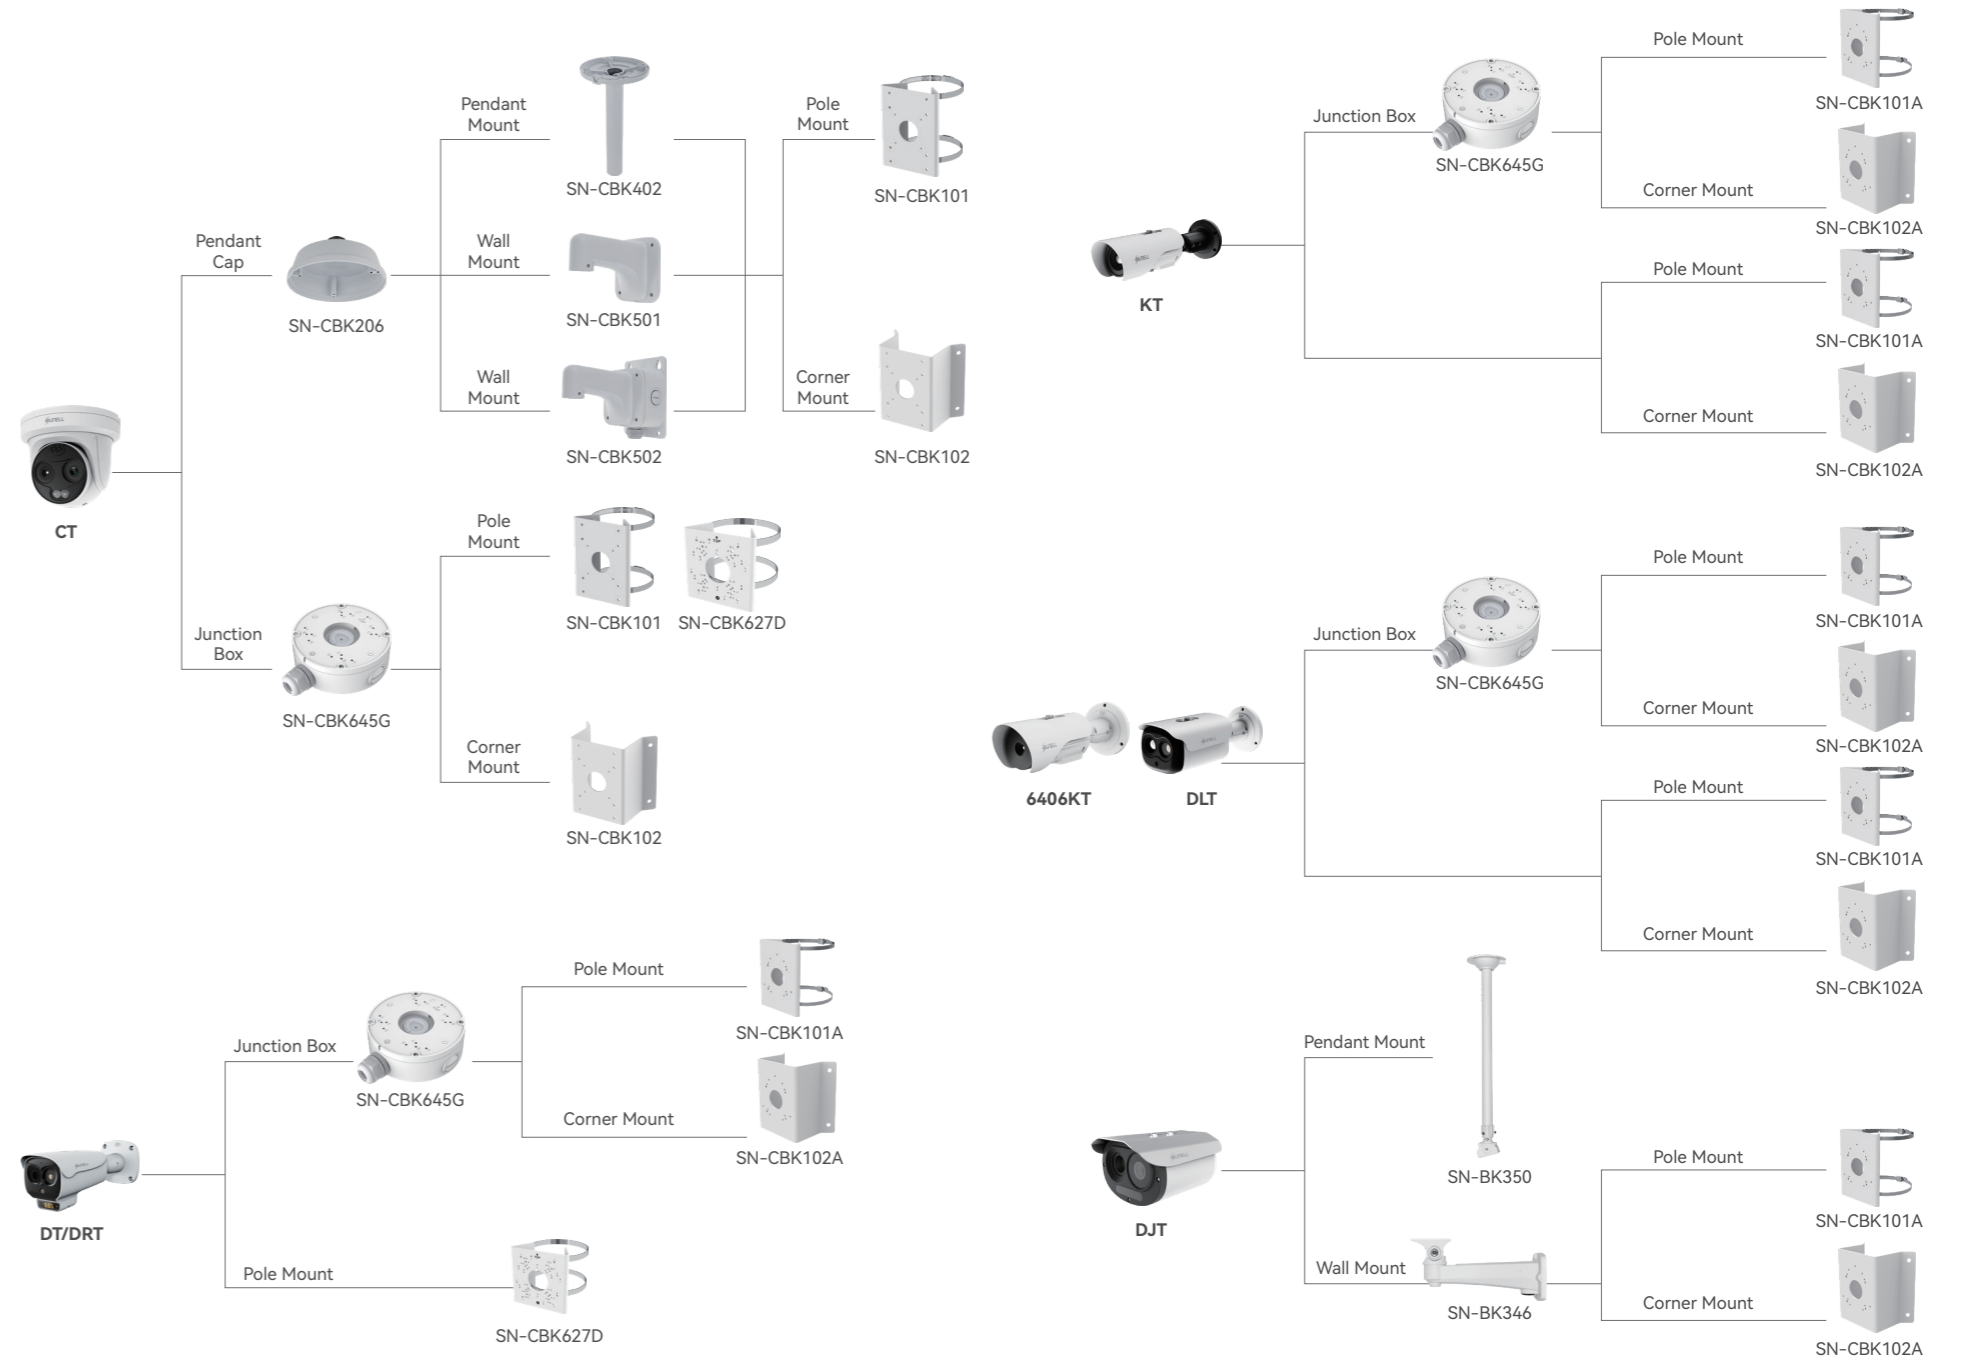 Pendant
Mount
SN-CBK402
Pole
Mount
SN-CBK101
Pendant
Cap
SN-CBK206
Wall
Mount
SN-CBK501
Wall
Mount
SN-CBK502
Corner
Mount
SN-CBK102
SUNELL
CT
Pole
Mount
SN-CBK101
SN-CBK627D
Junction
Box
SN-CBK645G
Corner
Mount
SN-CBK102
Junction Box
SN-CBK645G
Pole Mount
SN-CBK101A
Corner Mount
SN-CBK102A
DT/DRT
Pole Mount
SN-CBK627D
Junction Box
SN-CBK645G
Pole Mount
SN-CBK101A
Corner Mount
SN-CBK102A
KT
Pole Mount
SN-CBK101A
Corner Mount
SN-CBK102A
Junction Box
SN-CBK645G
Pole Mount
SN-CBK101A
Corner Mount
SN-CBK102A
6406KT
DLT
Pole Mount
SN-CBK101A
Corner Mount
SN-CBK102A
Pendant Mount
SN-BK350
DJT
Wall Mount
SN-BK346
Pole Mount
SN-CBK101A
Corner Mount
SN-CBK102A